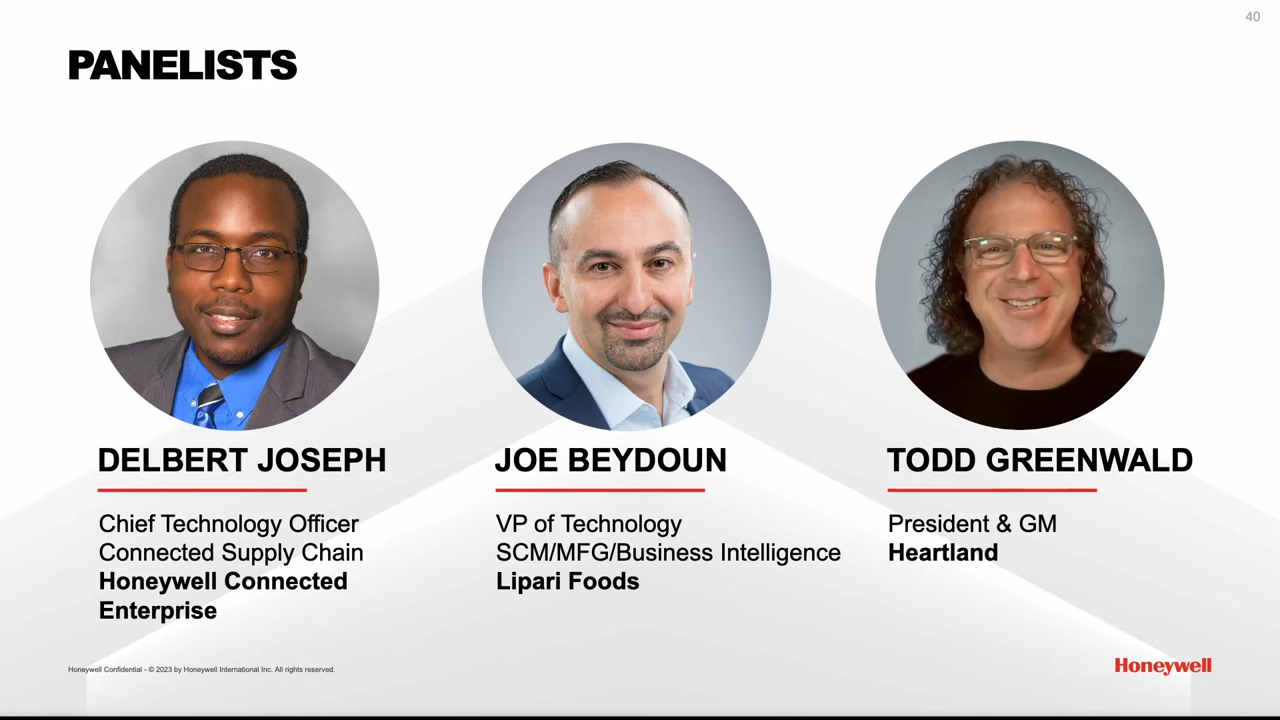 40
PANELISTS
DELBERT JOSEPH
Chief Technology Officer
Connected Supply Chain
Honeywell Connected
Enterprise
JOE BEYDOUN
VP of Technology
SCM/MFG/Business Intelligence
Lipari Foods
TODD GREENWALD
President & GM
Heartland
Honeywell Confidential - © 2023 by Honeywell International Inc. All rights reserved.
Honeywell